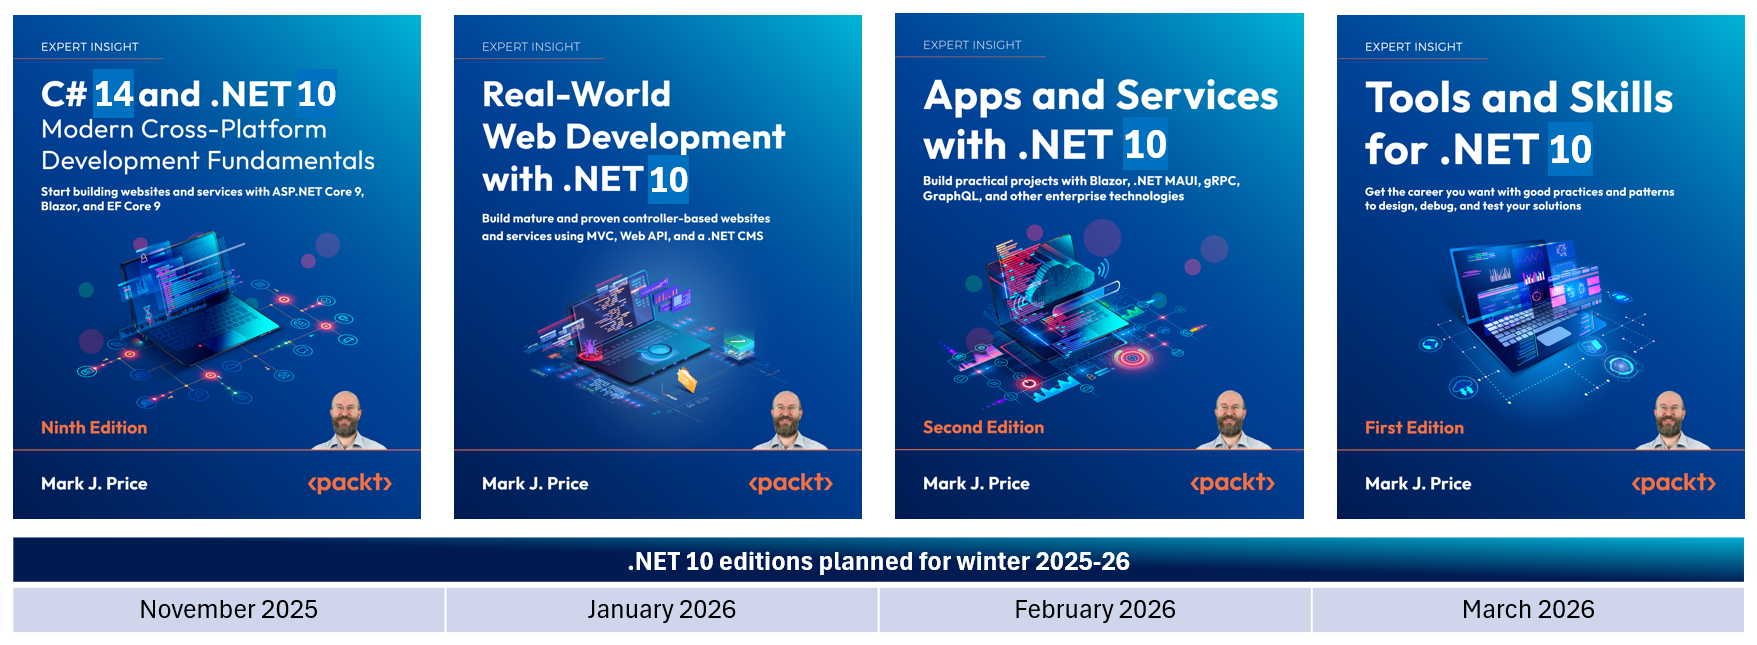 EXPERT INSIGHT
C# 14 and .NET 10
Modern Cross-Platform
Development Fundamentals
Start building websites and services with ASP.NET Core 9,
Blazor, and EF Core 9
Ninth Edition
Mark J. Price
<packt>
EXPERT INSIGHT
Real-World
Web Development
with .NET 10
Build mature and proven controller-based websites
and services using MVC, Web API, and a .NET CMS
Mark J. Price
<packt>
EXPERT INSIGHT
Apps and Services
with .NET 10
Build practical projects with Blazor, .NET MAUI, gRPC,
GraphQL, and other enterprise technologies
Second Edition
Mark J. Price
<packt>
EXPERT INSIGHT
Tools and Skills
for .NET 10
Get the career you want with good practices and patterns
to design, debug, and test your solutions
First Edition
Mark J. Price
<packt>
.NET 10 editions planned for winter 2025-26
November 2025
January 2026
February 2026
March 2026